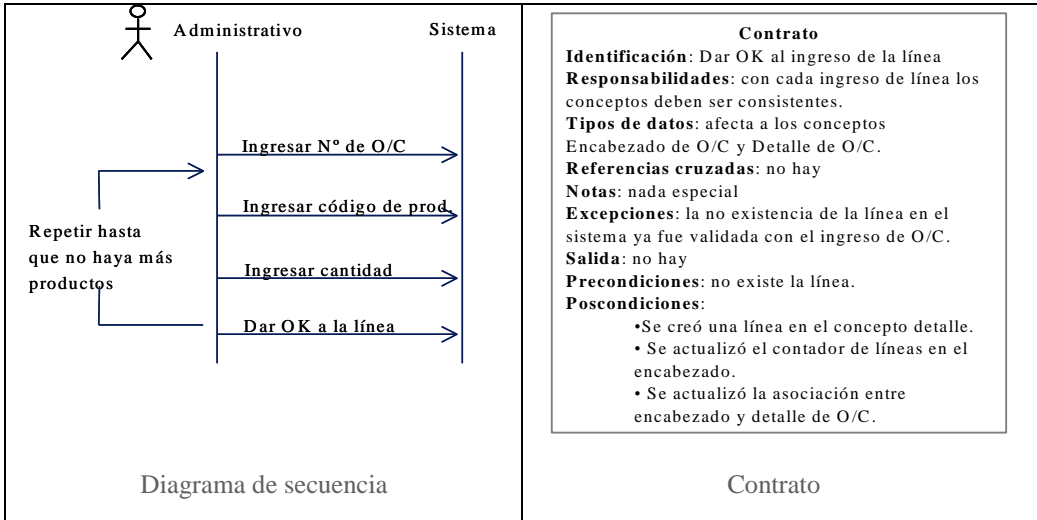 Administrativo
Sistema
Ingresar Nº de O/C
Ingresar código de prod.
Repetir hasta
que no haya más
productos
Ingresar cantidad
Dar OK a la línea
Diagrama de secuencia
Contrato
Identificación: Dar OK al ingreso de la línea
Responsabilidades: con cada ingreso de línea los
conceptos deben ser consistentes.
Tipos de datos: afecta a los conceptos
Encabezado de O/C y Detalle de O/C.
Referencias cruzadas: no hay
Notas: nada especial
Excepciones: la no existencia de la línea en el
sistema ya fue validada con el ingreso de O/C.
Salida: no hay
Precondiciones: no existe la línea.
Poscondiciones:
•Se creó una línea en el concepto detalle.
• Se actualizó el contador de líneas en el
encabezado.
• Se actualizó la asociación entre
encabezado y detalle de O/C.
Contrato